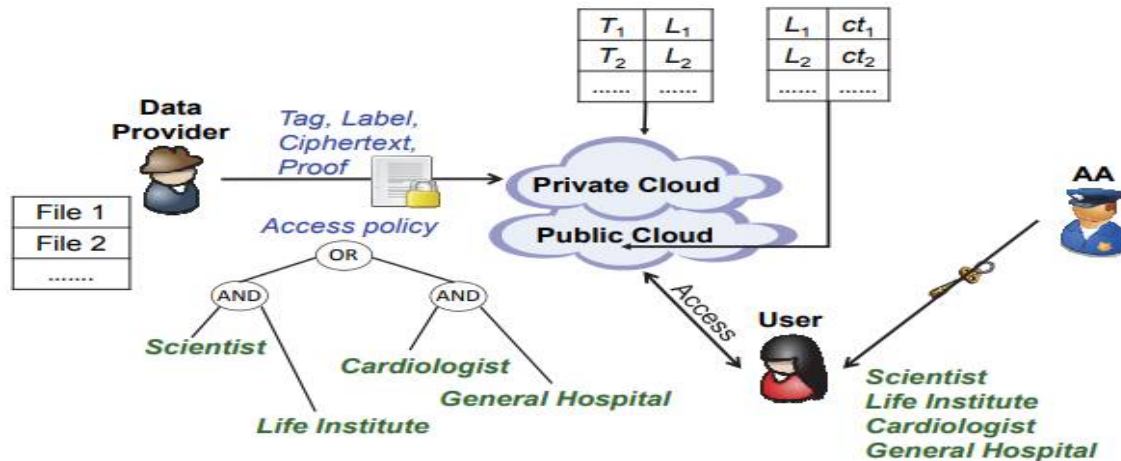 T1 L1
T2 L2
...... ......
L1 ct1
L2 ct2
...... ......
Data
Provider
Tag, Label,
Ciphertext,
Proof
File 1
File 2
.......
Private Cloud
Public Cloud
AA
Access policy
OR
AND
AND
Scientist
Cardiologist
Life Institute
General Hospital
Access
User
Scientist
Life Institute
Cardiologist
General Hospital